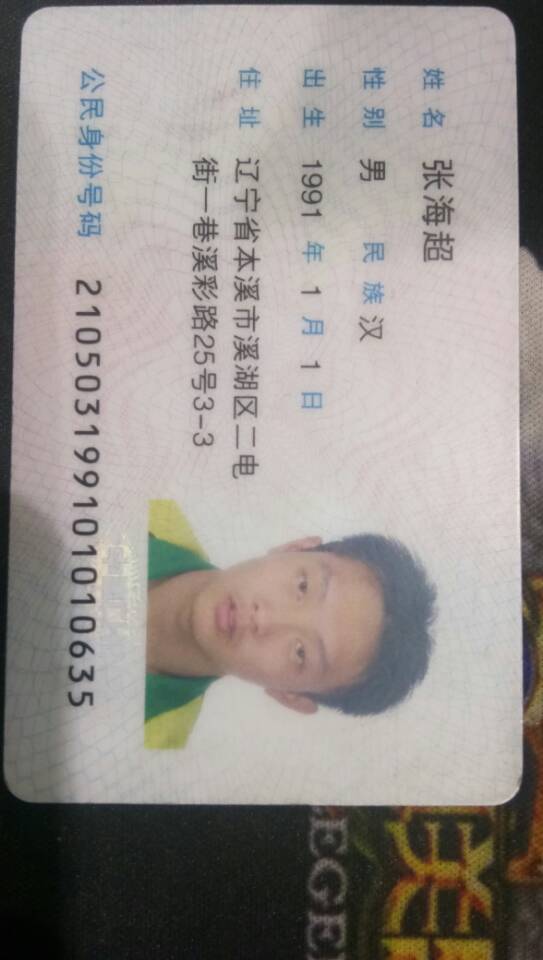 姓名 张海超
性别 男 民族 汉
出生 1991 年 1 月 1 日
住址 辽宁省本溪市溪湖区二电
街一巷溪彩路25号3-3
公民身份号码 210503199101010635